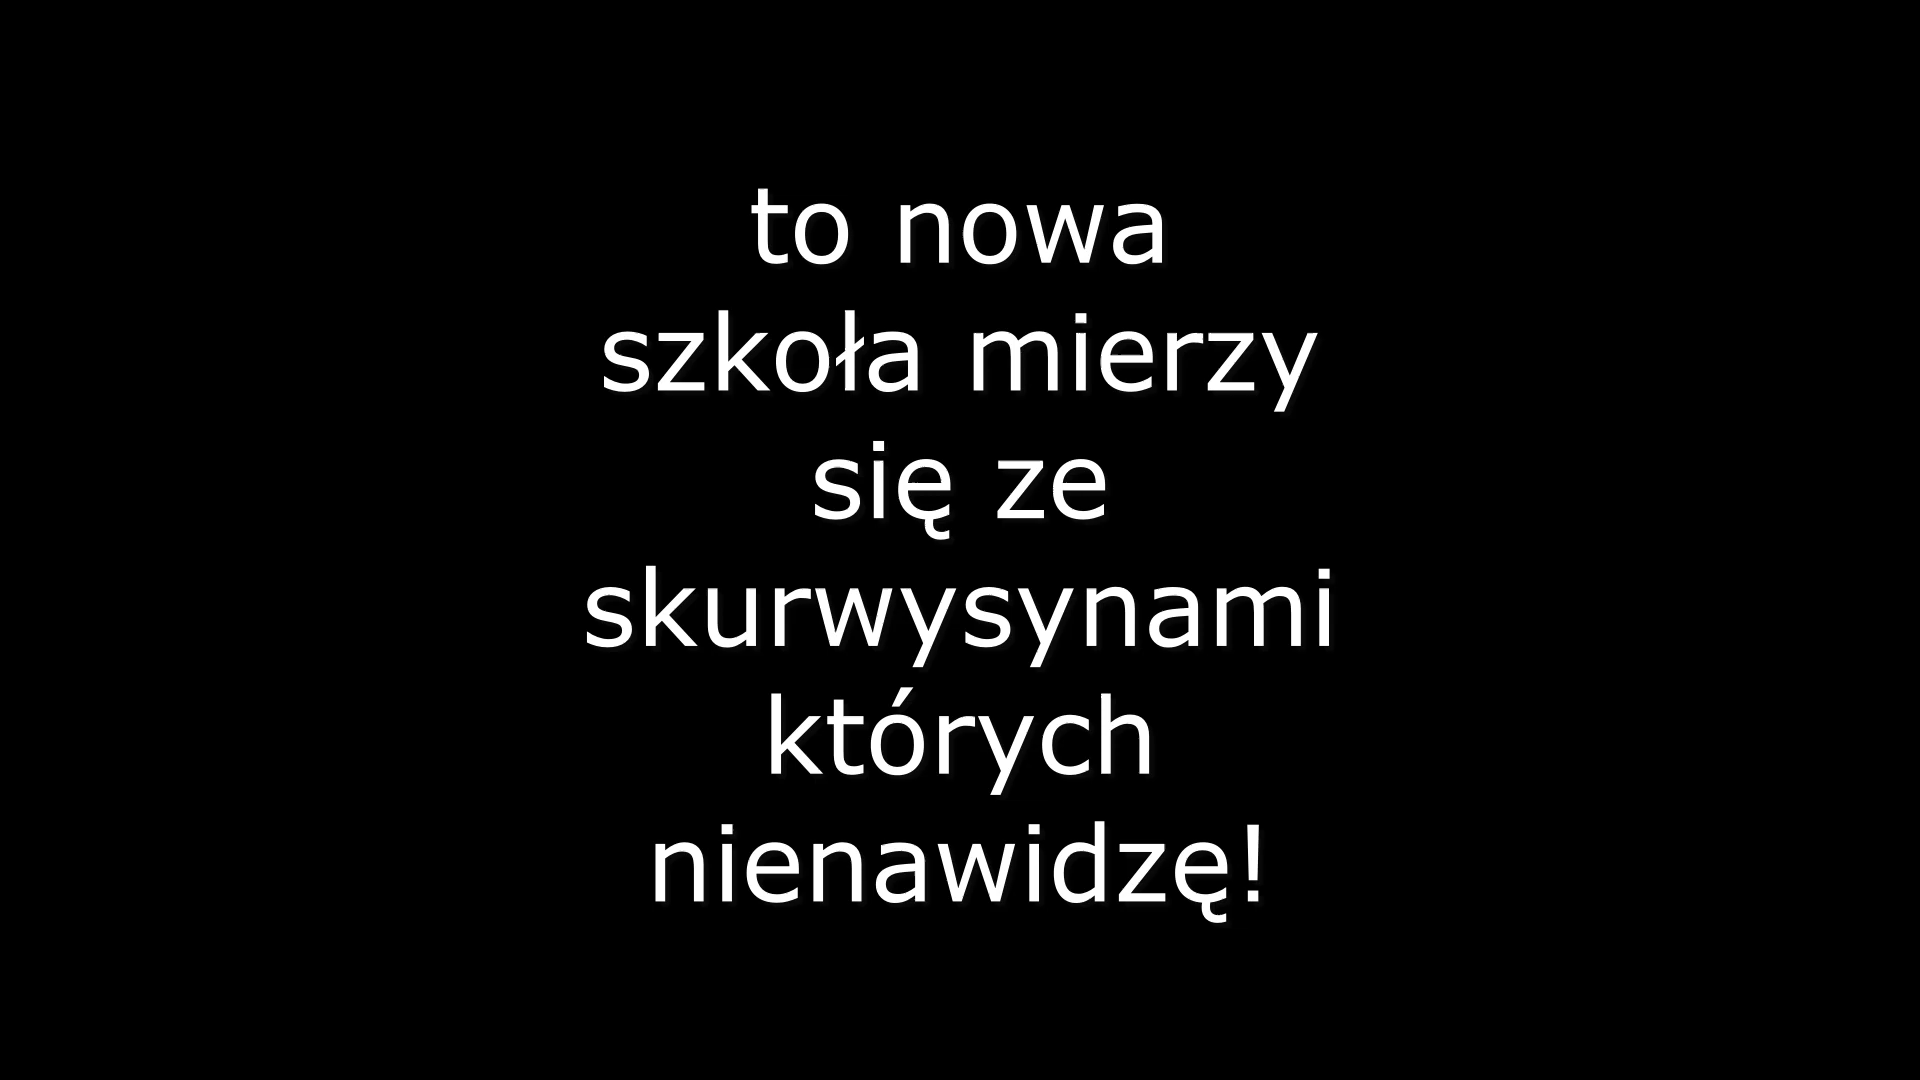 to nowa
szkoła mierzy
się ze
skurwysynami
których
nienawidzę!